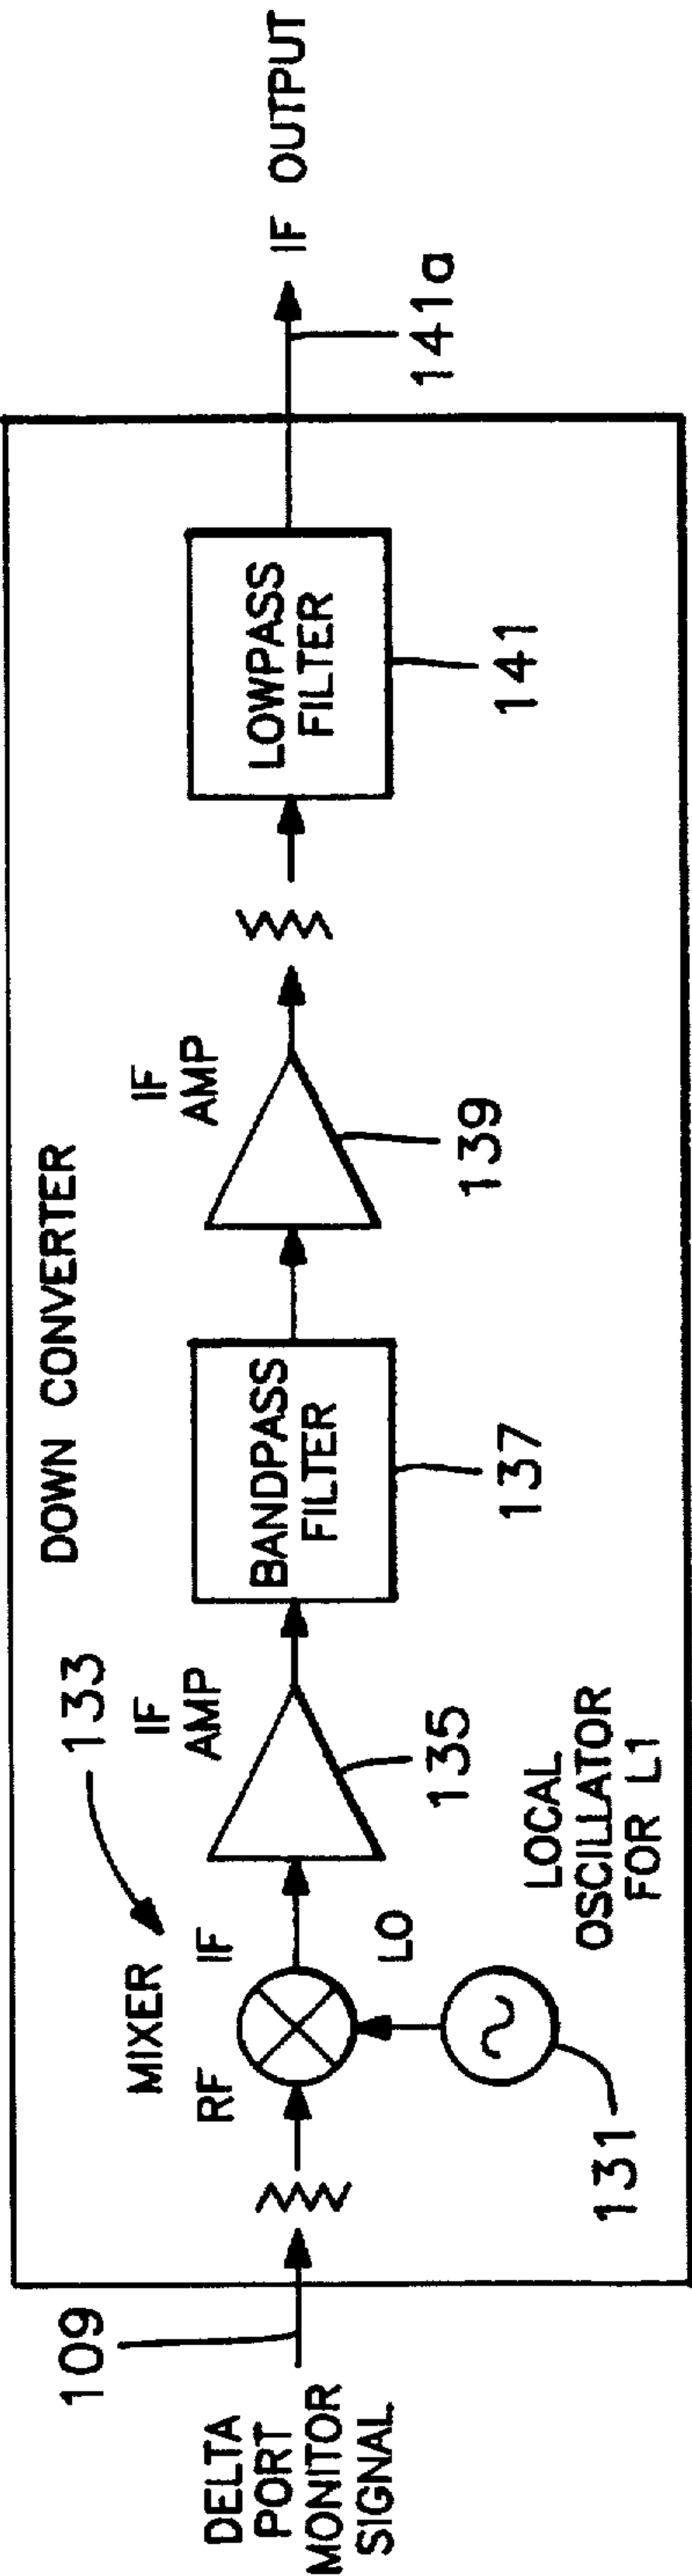 DOWN CONVERTER
109
DELTA
PORT
MONITOR
SIGNAL
MIXER
133
RF
IF
LO
131
LOCAL
OSCILLATOR
FOR L1
IF
AMP
135
BANDPASS
FILTER
137
IF
AMP
139
LOWPASS
FILTER
141
141a
IF OUTPUT